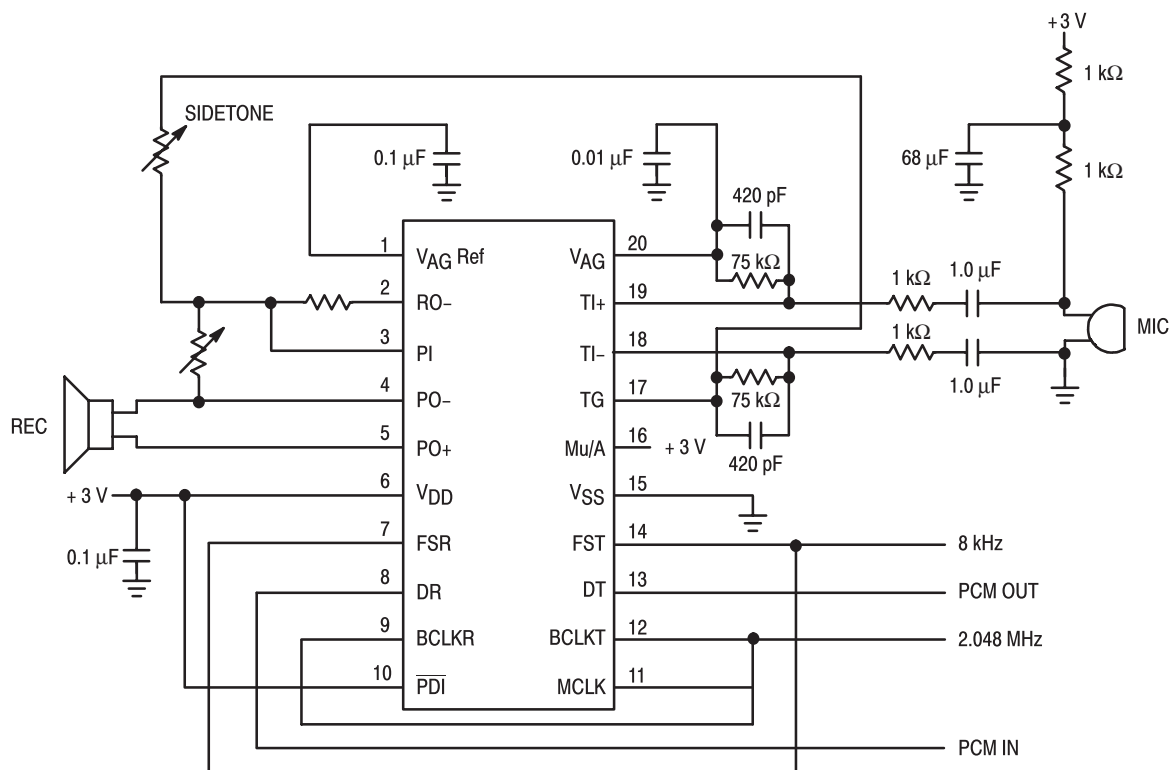 +3 V
1 kΩ
SIDETONE
0.1 µF
0.01 µF
68 µF
1 kΩ
420 pF
1
VAG Ref
VAG
20
75 kΩ
1.0 µF
1 kΩ
2
RO–
TI+
19
1 kΩ
MIC
3
PI
TI–
18
1.0 µF
4
PO–
TG
17
75 kΩ
REC
5
PO+
Mu/A
16
+ 3 V
420 pF
+ 3 V
6
VDD
VSS
15
7
FSR
FST
14
8 kHz
0.1 µF
8
DR
DT
13
PCM OUT
9
BCLKR
BCLKT
12
2.048 MHz
10
PDI
MCLK
11
PCM IN